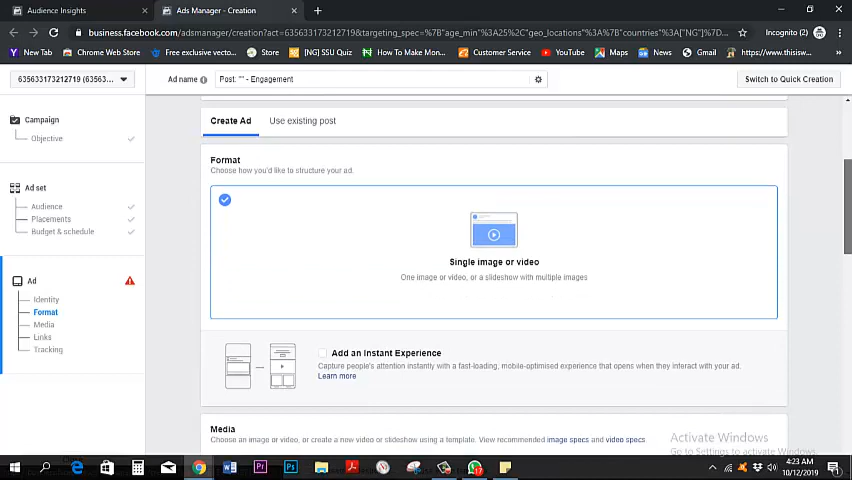 Audience Insights
Ads Manager - Creation
business.facebook.com/adsmanager/creation?act=635633173212719&targeting_spec=%7B"age_min"%3A25%2C"geo_locations"%3A%7B"countries"%3A["NG"]%7D...
Incognito (2)
New Tab
Chrome Web Store
Free exclusive vecto...
Store
[NG] SSU Quiz
How To Make Mon...
Customer Service
YouTube
Maps
News
Gmail
https://www.thisisw...
635633173212719 (63563...
Ad name
Post: "" - Engagement
Switch to Quick Creation
Campaign
Objective
Ad set
Audience
Placements
Budget & schedule
Ad
Identity
Format
Media
Links
Tracking
Create Ad
Use existing post
Format
Choose how you'd like to structure your ad.
Single image or video
One image or video, or a slideshow with multiple images
Add an Instant Experience
Capture people's attention instantly with a fast-loading, mobile-optimised experience that opens when they interact with your ad.
Learn more
Media
Choose an image or video, or create a new video or slideshow using a template. View recommended image specs and video specs
Activate Windows
Go to Settings to activate Windows.
4:23 AM
10/12/2019